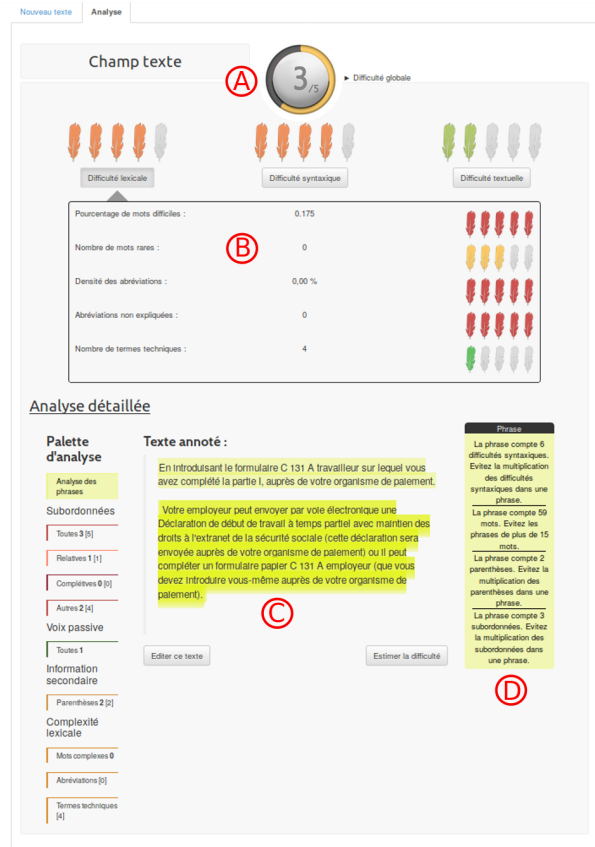 Nouveau texte
Analyse
Champ texte
A
3/5
► Difficulté globale
Difficulté lexicale
Difficulté syntaxique
Difficulté textuelle
Pourcentage de mots difficiles :
0.175
B
Nombre de mots rares :
0
Densité des abréviations :
0,00 %
Abréviations non expliquées :
0
Nombre de termes techniques :
4
Analyse détaillée
Palette
d'analyse
Analyse des
phrases
Subordonnées
Toutes 3 [5]
Relatives 1 [1]
Complétives 0 [0]
Autres 2 [4]
Voix passive
Toutes 1
Information
secondaire
Parenthèses 2 [2]
Complexité
lexicale
Mots complexes 0
Abréviations [0]
Termes techniques
[4]
Texte annoté :
En introduisant le formulaire C 131 A travailleur sur lequel vous
avez complété la partie I, auprès de votre organisme de paiement.
Votre employeur peut envoyer par voie électronique une
Déclaration de début de travail à temps partiel avec maintien des
droits à l'extranet de la sécurité sociale (cette déclaration sera
envoyée auprès de votre organisme de paiement) ou il peut
compléter un formulaire papier C 131 A employeur (que vous
devez introduire vous-même auprès de votre organisme de
paiement).
C
Editer ce texte
Estimer la difficulté
Phrase
La phrase compte 6
difficultés syntaxiques.
Evitez la multiplication
des difficultés
syntaxiques dans une
phrase.
La phrase compte 59
mots. Evitez les
phrases de plus de 15
mots.
La phrase compte 2
parenthèses. Evitez la
multiplication des
parenthèses dans une
phrase.
La phrase compte 3
subordonnées. Evitez
la multiplication des
subordonnées dans
une phrase.
D